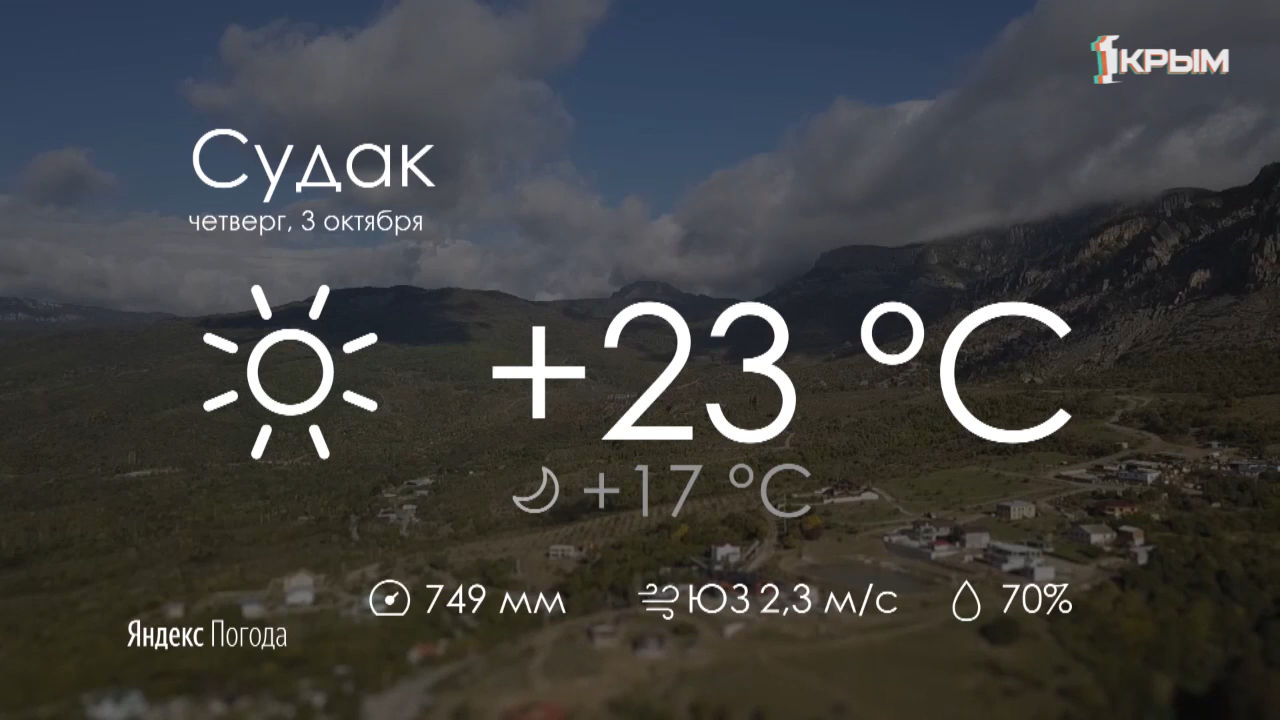 1КРЫМ
Судак
четверг, 3 октября
+23 °C
+17 °C
749 мм ЮЗ 2,3 м/с 70%
Яндекс Погода